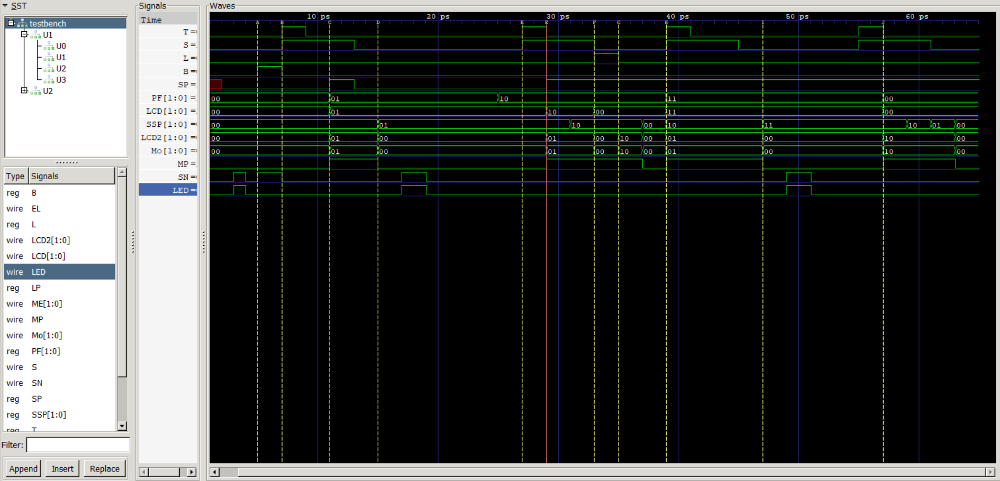 SST
testbench
U1
U0
U1
U2
U3
U2
Type Signals
reg B
wire EL
reg L
wire LCD2[1:0]
wire LCD[1:0]
wire LED
reg LP
wire ME[1:0]
wire MP
wire Mo[1:0]
reg PF[1:0]
wire S
wire SN
reg SP
reg SSP[1:0]
reg T
Filter:
Append Insert Replace
Signals
Time
T =
S =
L =
B =
SP =
PF[1:0] =
LCD[1:0] =
SSP[1:0] =
LCD2[1:0] =
Mo[1:0] =
MP =
SN =
LED =
Waves
10 ps 20 ps 30 ps 40 ps 50 ps 60 ps
A B C D K E F G H I J
00 01 10 11 00
00 01 10 00 11 00
00 01 10 00 10 11 10 01 00
00 01 00 01 00 10 00 01 00 10 00
00 01 00 01 00 10 00 01 00 10 00